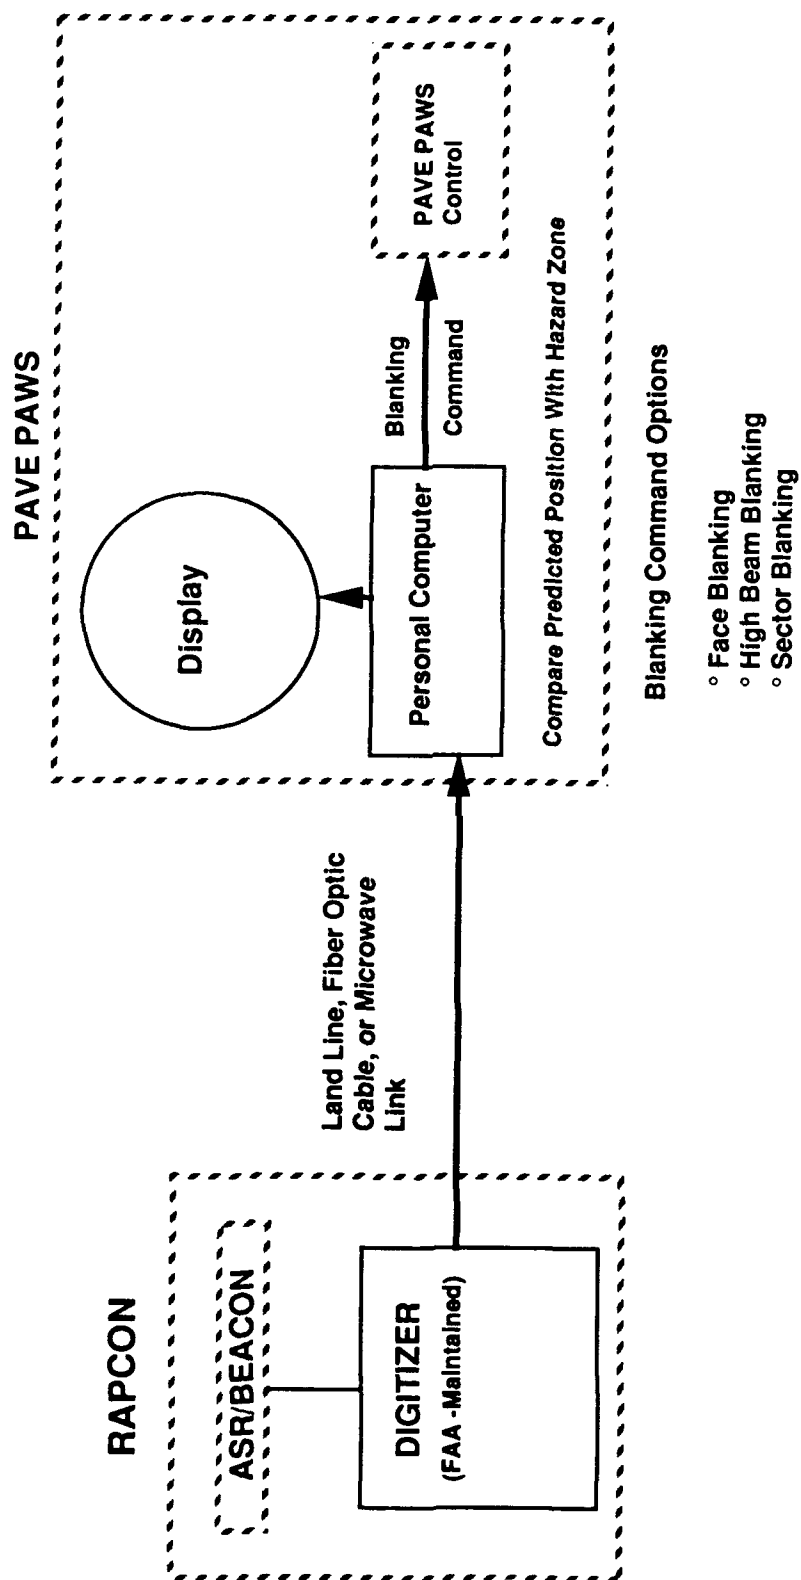 RAPCON
ASR/BEACON
DIGITIZER
(FAA -Maintained)
Land Line, Fiber Optic
Cable, or Microwave
Link
PAVE PAWS
Display
Personal Computer
Blanking
Command
PAVE PAWS
Control
Compare Predicted Position With Hazard Zone
Blanking Command Options
° Face Blanking
° High Beam Blanking
° Sector Blanking